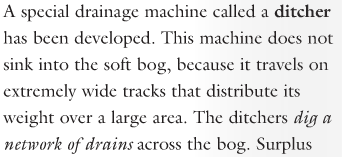 A special drainage machine called a ditcher
has been developed. This machine does not
sink into the soft bog, because it travels on
extremely wide tracks that distribute its
weight over a large area. The ditchers dig a
network of drains across the bog. Surplus